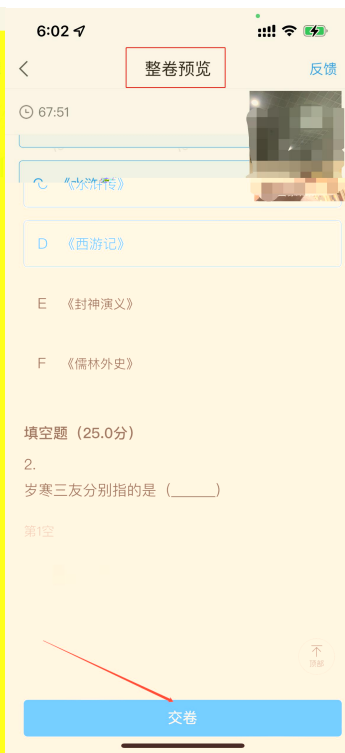 6:02
整卷预览
反馈
67:51
C 《水浒传》
D 《西游记》
E 《封神演义》
F 《儒林外史》
填空题（25.0分）
2.
岁寒三友分别指的是（______）
第1空
顶部
交卷